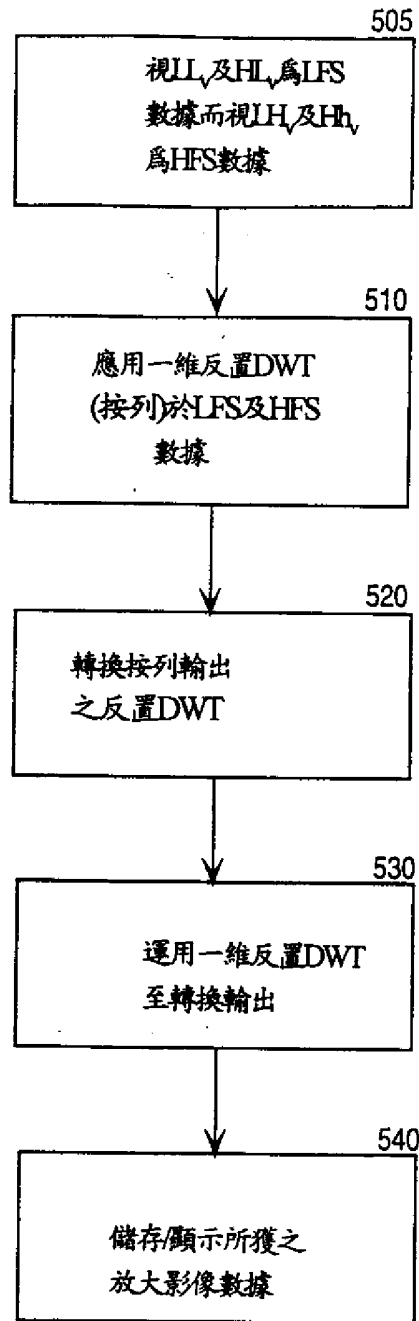 505
視LLv及HLv爲LFS
數據而視LHv及Hhv
爲HFS數據
510
應用一維反置DWT
(按列)於LFS及HFS
數據
520
轉換按列輸出
之反置DWT
530
運用一維反置DWT
至轉換輸出
540
儲存/顯示所獲之
放大影像數據